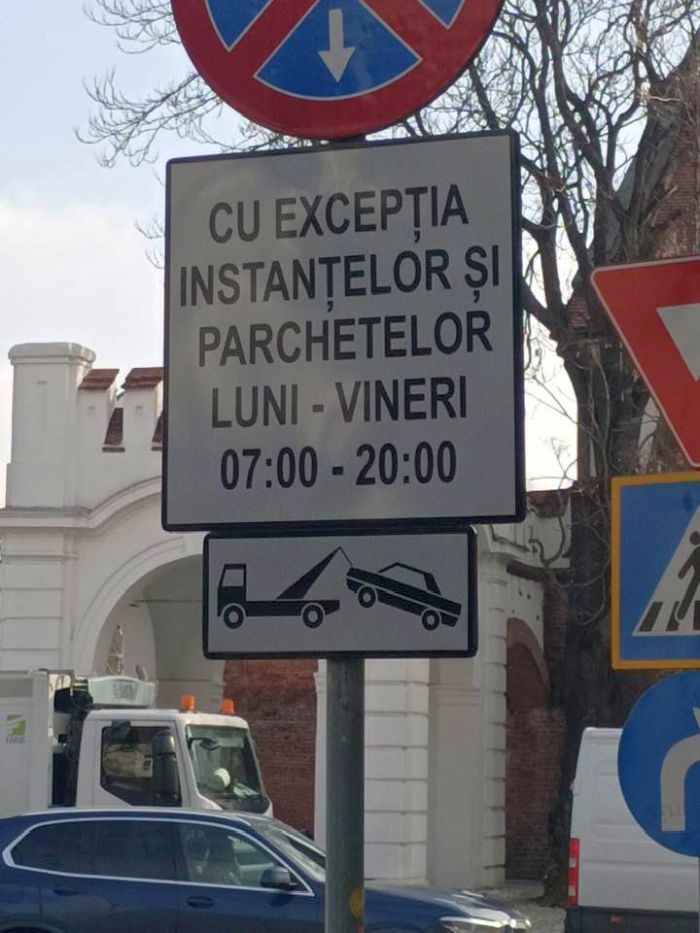 CU EXCEPȚIA
INSTANȚELOR ȘI
PARCHETELOR
LUNI - VINERI
07:00 - 20:00